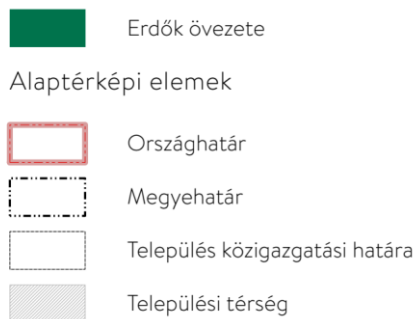 Erdők övezete
Alaptérképi elemek
Országhatár
Megyehatár
Település közigazgatási határa
Települési térség